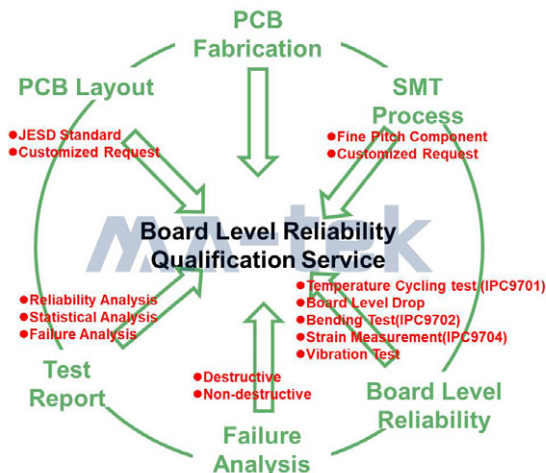 PCB
Fabrication
PCB Layout
●JESD Standard
●Customized Request
SMT
Process
●Fine Pitch Component
●Customized Request
MA-tek
Board Level Reliability
Qualification Service
●Reliability Analysis
●Statistical Analysis
●Failure Analysis
Test
Report
●Temperature Cycling test (IPC9701)
●Board Level Drop
●Bending Test(IPC9702)
●Strain Measurement(IPC9704)
●Vibration Test
Board Level
Reliability
●Destructive
●Non-destructive
Failure
Analysis